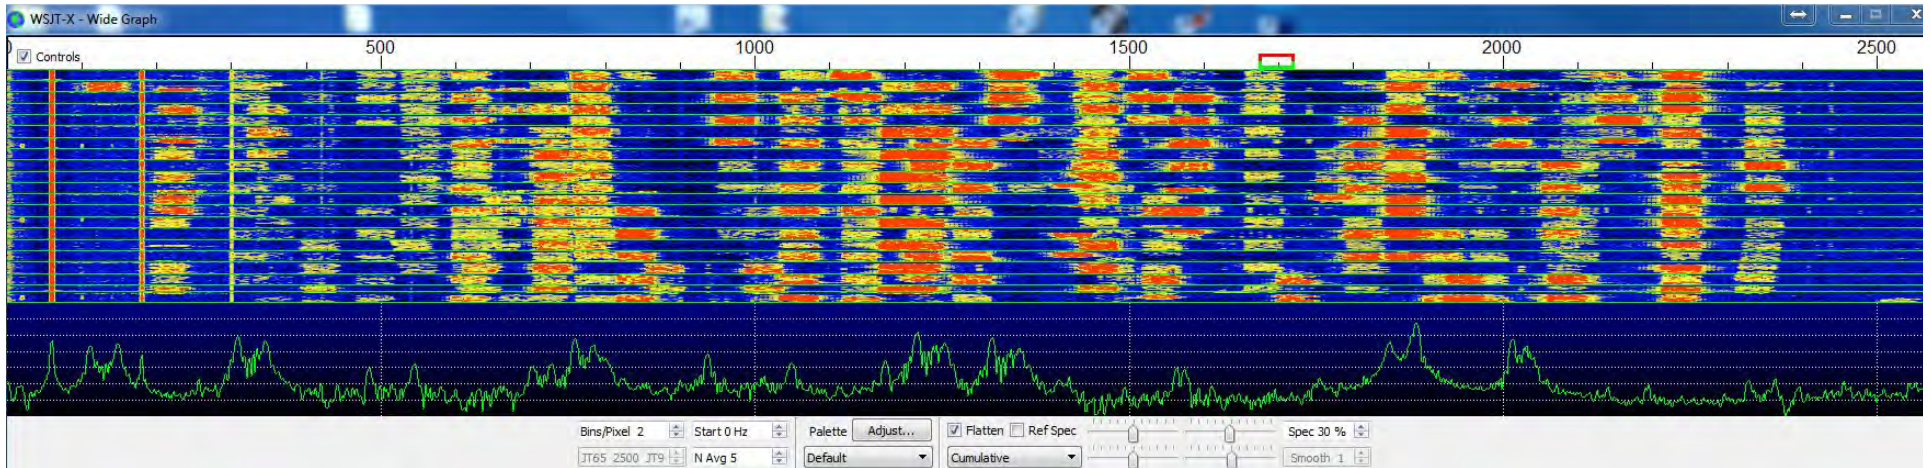 WSJT-X - Wide Graph
500 1000 1500 2000 2500
Controls
Bins/Pixel 2 Start 0 Hz Palette Adjust... Flatten Ref Spec Spec 30 %
JT65 2500 JT9 N Avg 5 Default Cumulative Smooth 1